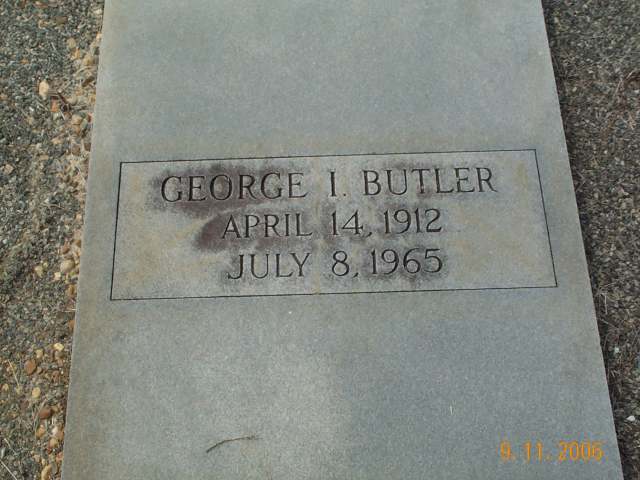 GEORGE I. BUTLER
APRIL 14, 1912
JULY 8, 1965
9.11.2006